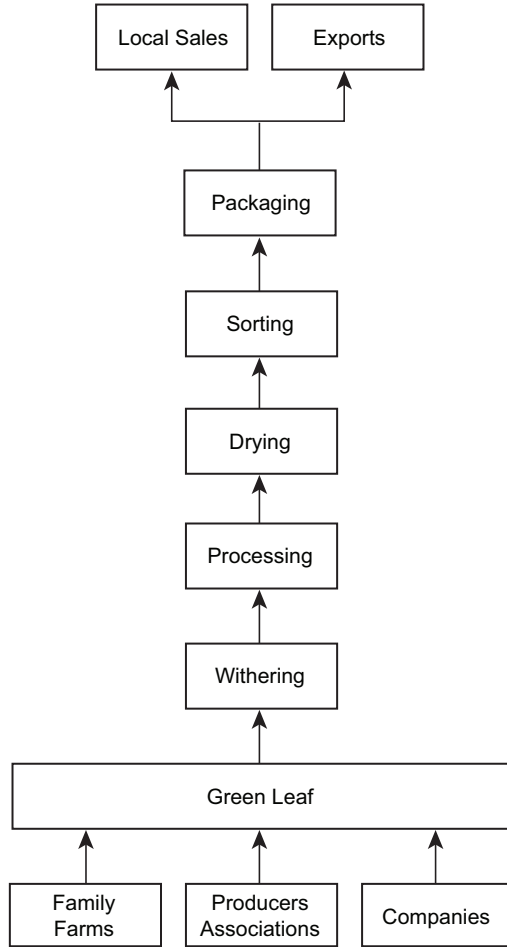 Local Sales
Exports
Packaging
Sorting
Drying
Processing
Withering
Green Leaf
Family
Farms
Producers
Associations
Companies